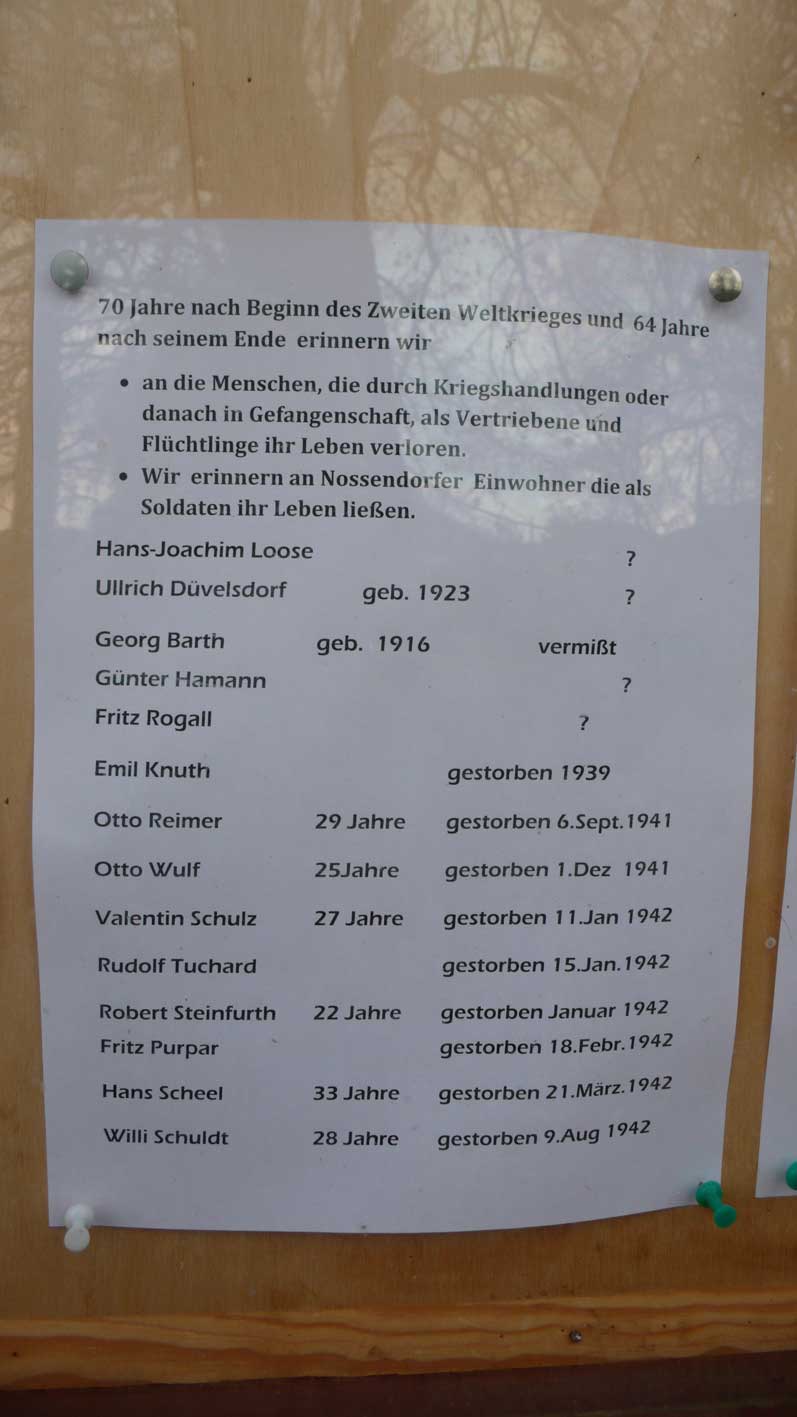 70 Jahre nach Beginn des Zweiten Weltkrieges und 64 Jahre
nach seinem Ende erinnern wir
• an die Menschen, die durch Kriegshandlungen oder
danach in Gefangenschaft, als Vertriebene und
Flüchtlinge ihr Leben verloren.
• Wir erinnern an Nossendorfer Einwohner die als
Soldaten ihr Leben ließen.
Hans-Joachim Loose ?
Ullrich Düvelsdorf geb. 1923 ?
Georg Barth geb. 1916 vermißt
Günter Hamann ?
Fritz Rogall ?
Emil Knuth gestorben 1939
Otto Reimer 29 Jahre gestorben 6.Sept.1941
Otto Wulf 25Jahre gestorben 1.Dez 1941
Valentin Schulz 27 Jahre gestorben 11.Jan 1942
Rudolf Tuchard gestorben 15.Jan.1942
Robert Steinfurth 22 Jahre gestorben Januar 1942
Fritz Purpar gestorben 18.Febr.1942
Hans Scheel 33 Jahre gestorben 21.März.1942
Willi Schuldt 28 Jahre gestorben 9.Aug 1942